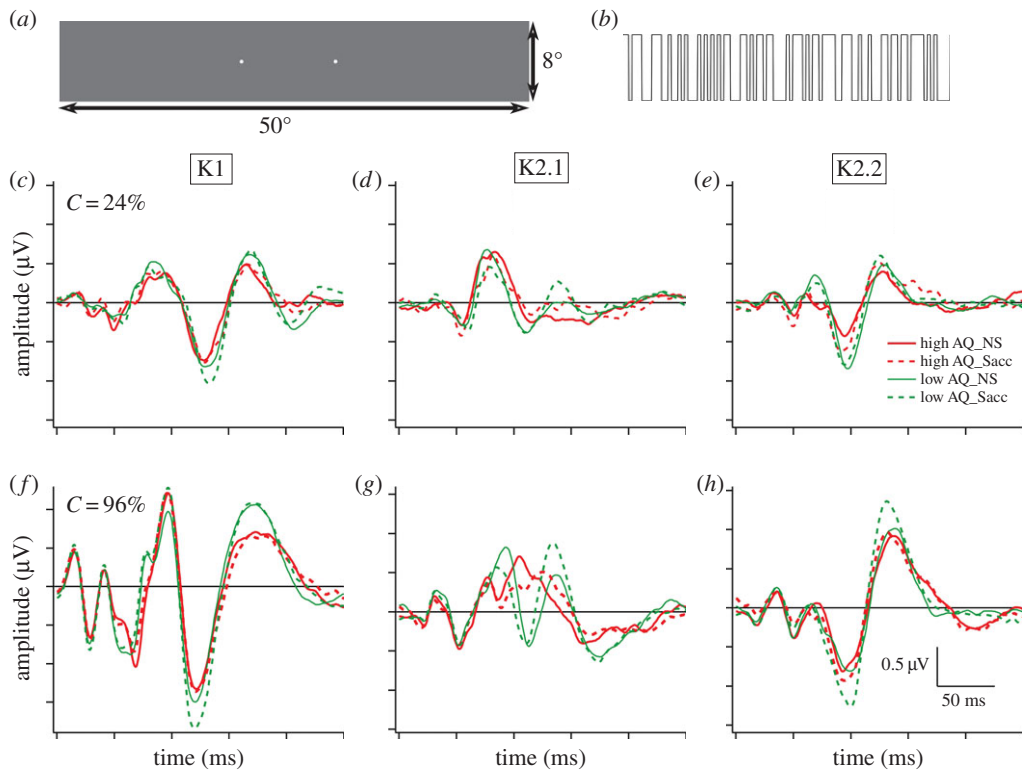 (a)
(b)
8°
50°
K1
K2.1
K2.2
(c)
(d)
(e)
C = 24%
amplitude (µV)
high AQ_NS
high AQ_Sacc
low AQ_NS
low AQ_Sacc
(f)
(g)
(h)
C = 96%
amplitude (µV)
0.5 µV
50 ms
time (ms)
time (ms)
time (ms)